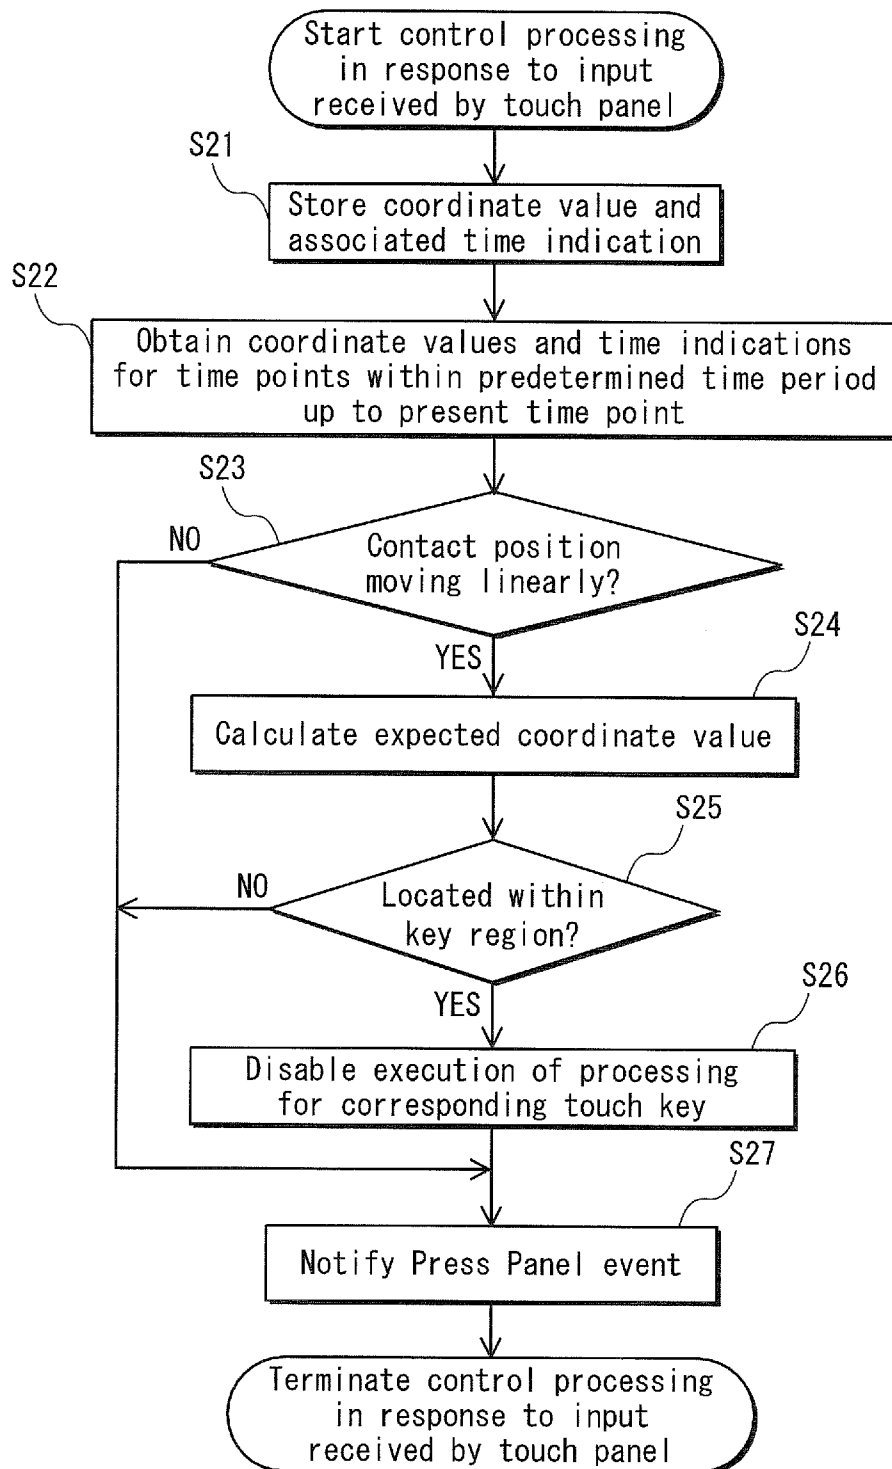 Start control processing
in response to input
received by touch panel
S21
Store coordinate value and
associated time indication
S22
Obtain coordinate values and time indications
for time points within predetermined time period
up to present time point
S23
NO
Contact position
moving linearly?
YES
S24
Calculate expected coordinate value
S25
NO
Located within
key region?
YES
S26
Disable execution of processing
for corresponding touch key
S27
Notify Press Panel event
Terminate control processing
in response to input
received by touch panel